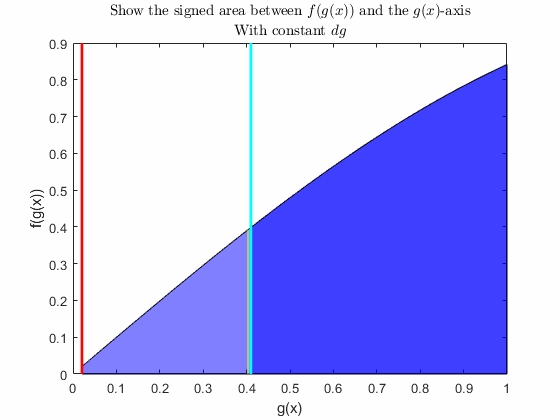 Show the signed area between f(g(x)) and the g(x)-axis
With constant dg
0.9
0.8
0.7
0.6
0.5
0.4
0.3
0.2
0.1
0
f(g(x))
0 0.1 0.2 0.3 0.4 0.5 0.6 0.7 0.8 0.9 1
g(x)